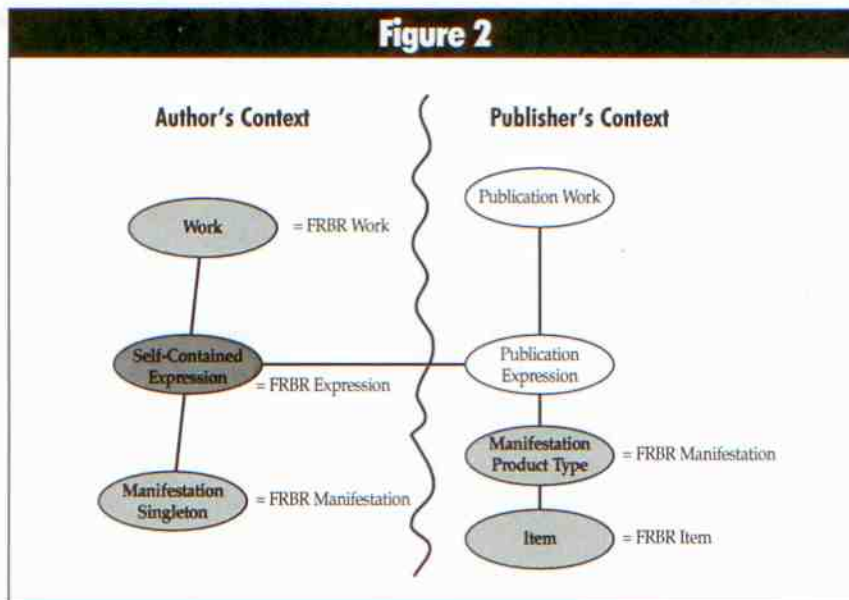 Figure 2
Author's Context
Publisher's Context
Work
= FRBR Work
Self-Contained
Expression
= FRBR Expression
Manifestation
Singleton
= FRBR Manifestation
Publication Work
Publication
Expression
Manifestation
Product Type
= FRBR Manifestation
Item
= FRBR Item